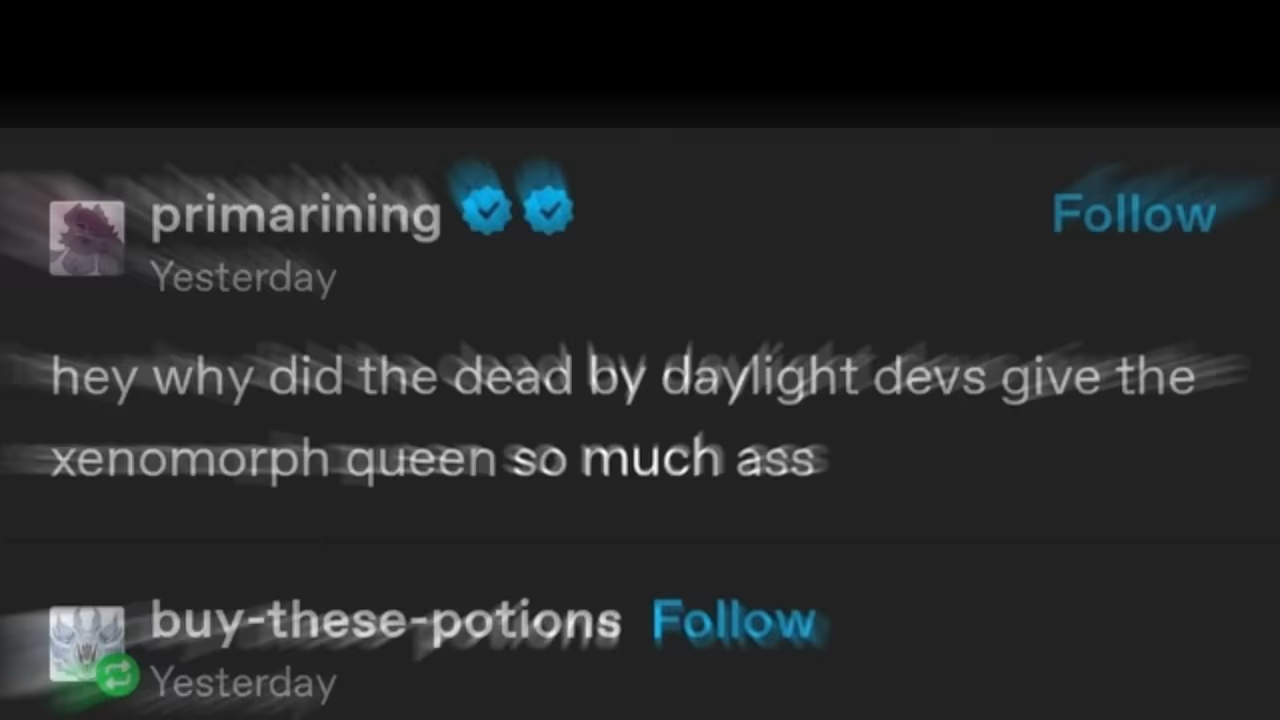 primarining
Follow
Yesterday
hey why did the dead by daylight devs give the
xenomorph queen so much ass
buy-these-potions Follow
Yesterday